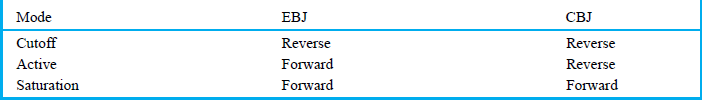 Mode EBJ CBJ
Cutoff Reverse Reverse
Active Forward Reverse
Saturation Forward Forward